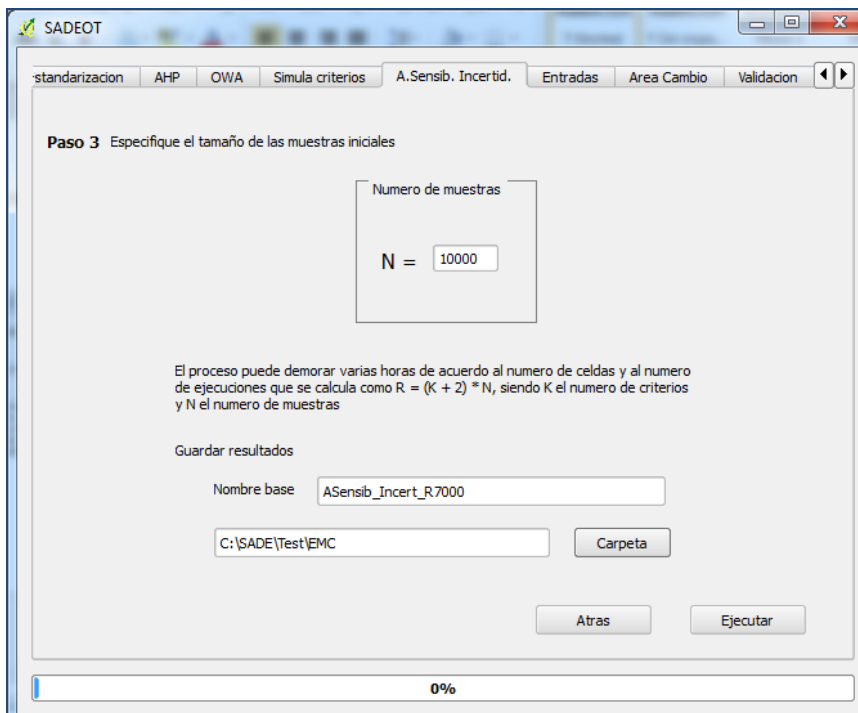 SADEOT
standarizacion AHP OWA Simula criterios A.Sensib. Incertid. Entradas Area Cambio Validacion
Paso 3 Especifique el tamaño de las muestras iniciales
Numero de muestras
N = 10000
El proceso puede demorar varias horas de acuerdo al numero de celdas y al numero
de ejecuciones que se calcula como R = (K + 2) * N, siendo K el numero de criterios
y N el numero de muestras
Guardar resultados
Nombre base ASensib_Incert_R7000
C:\SADE\Test\EMC Carpeta
Atras Ejecutar
0%